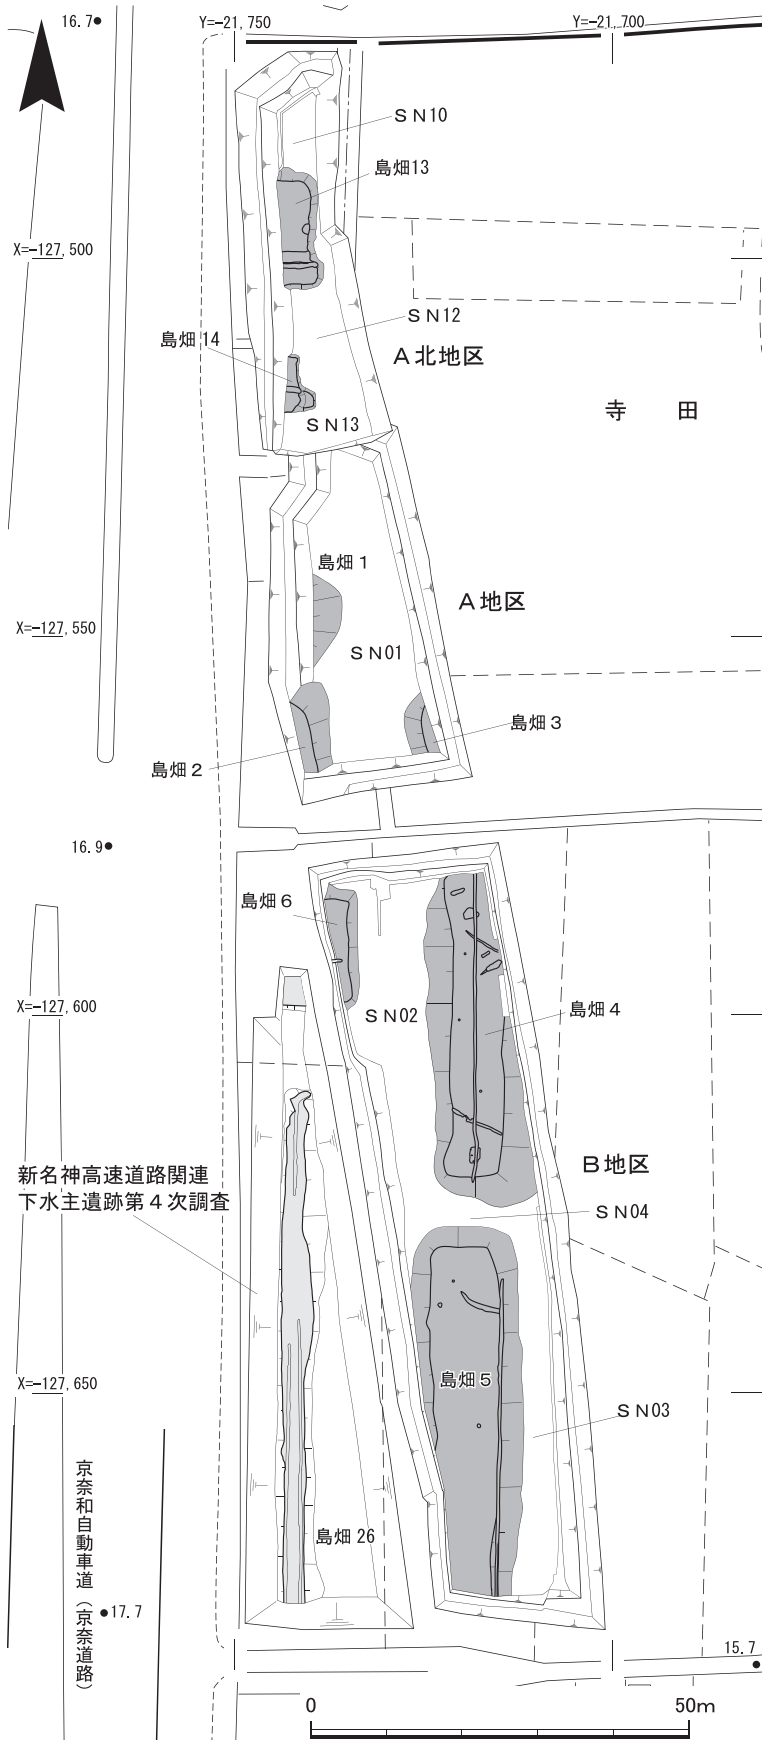 16.7
Y=-21,750
Y=-21,700
SN10
島畑13
X=-127,500
SN12
島畑14
A北地区
寺 田
SN13
島畑1
A地区
X=-127,550
SN01
島畑3
島畑2
16.9
島畑6
X=-127,600
SN02
島畑4
B地区
新名神高速道路関連
下水主遺跡第4次調査
SN04
島畑5
X=-127,650
SN03
京奈和自動車道(京奈道路)
島畑26
17.7
15.7
0
50m